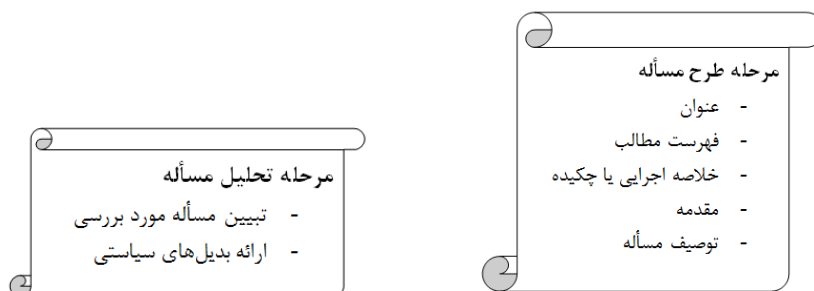 مرحله طرح مسأله
- عنوان
- فهرست مطالب
- خلاصه اجرایی یا چکیده
- مقدمه
- توصیف مسأله
مرحله تحلیل مسأله
- تبیین مسأله مورد بررسی
- ارائه بدیل‌های سیاستی